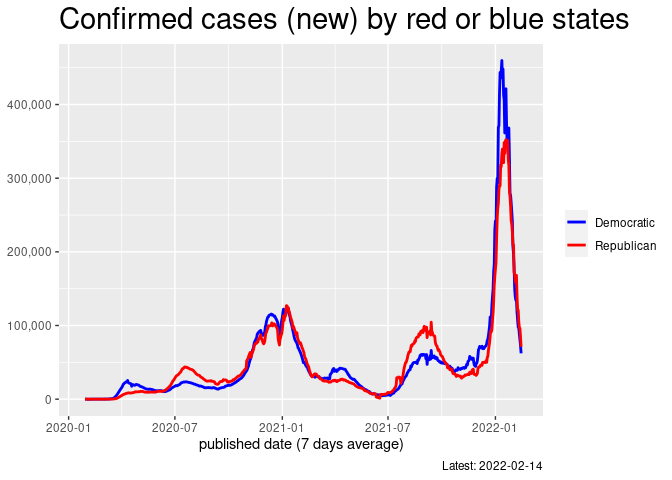 Confirmed cases (new) by red or blue states
400,000
300,000
200,000
100,000
0
2020-01 2020-07 2021-01 2021-07 2022-01
published date (7 days average)
Democratic
Republican
Latest: 2022-02-14